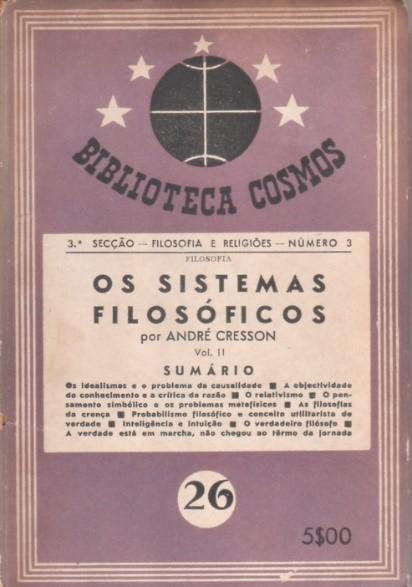 BIBLIOTECA COSMOS
3.ª SECÇÃO — FILOSOFIA E RELIGIÕES — NÚMERO 3
FILOSOFIA
OS SISTEMAS
FILOSÓFICOS
por ANDRÉ CRESSON
Vol. II
SUMÁRIO
Os idealismos e o problema da causalidade ■ A objectividade
do conhecimento e a crítica da razão ■ O relativismo ■ O pen-
samento simbólico e os problemas metafísicos ■ As filosofias
da crença ■ Probabilismo filosófico e conceito utilitarista de
verdade ■ Inteligência e intuïção ■ O verdadeiro filósofo ■
A verdade está em marcha, não chegou ao têrmo da jornada
26
5$00